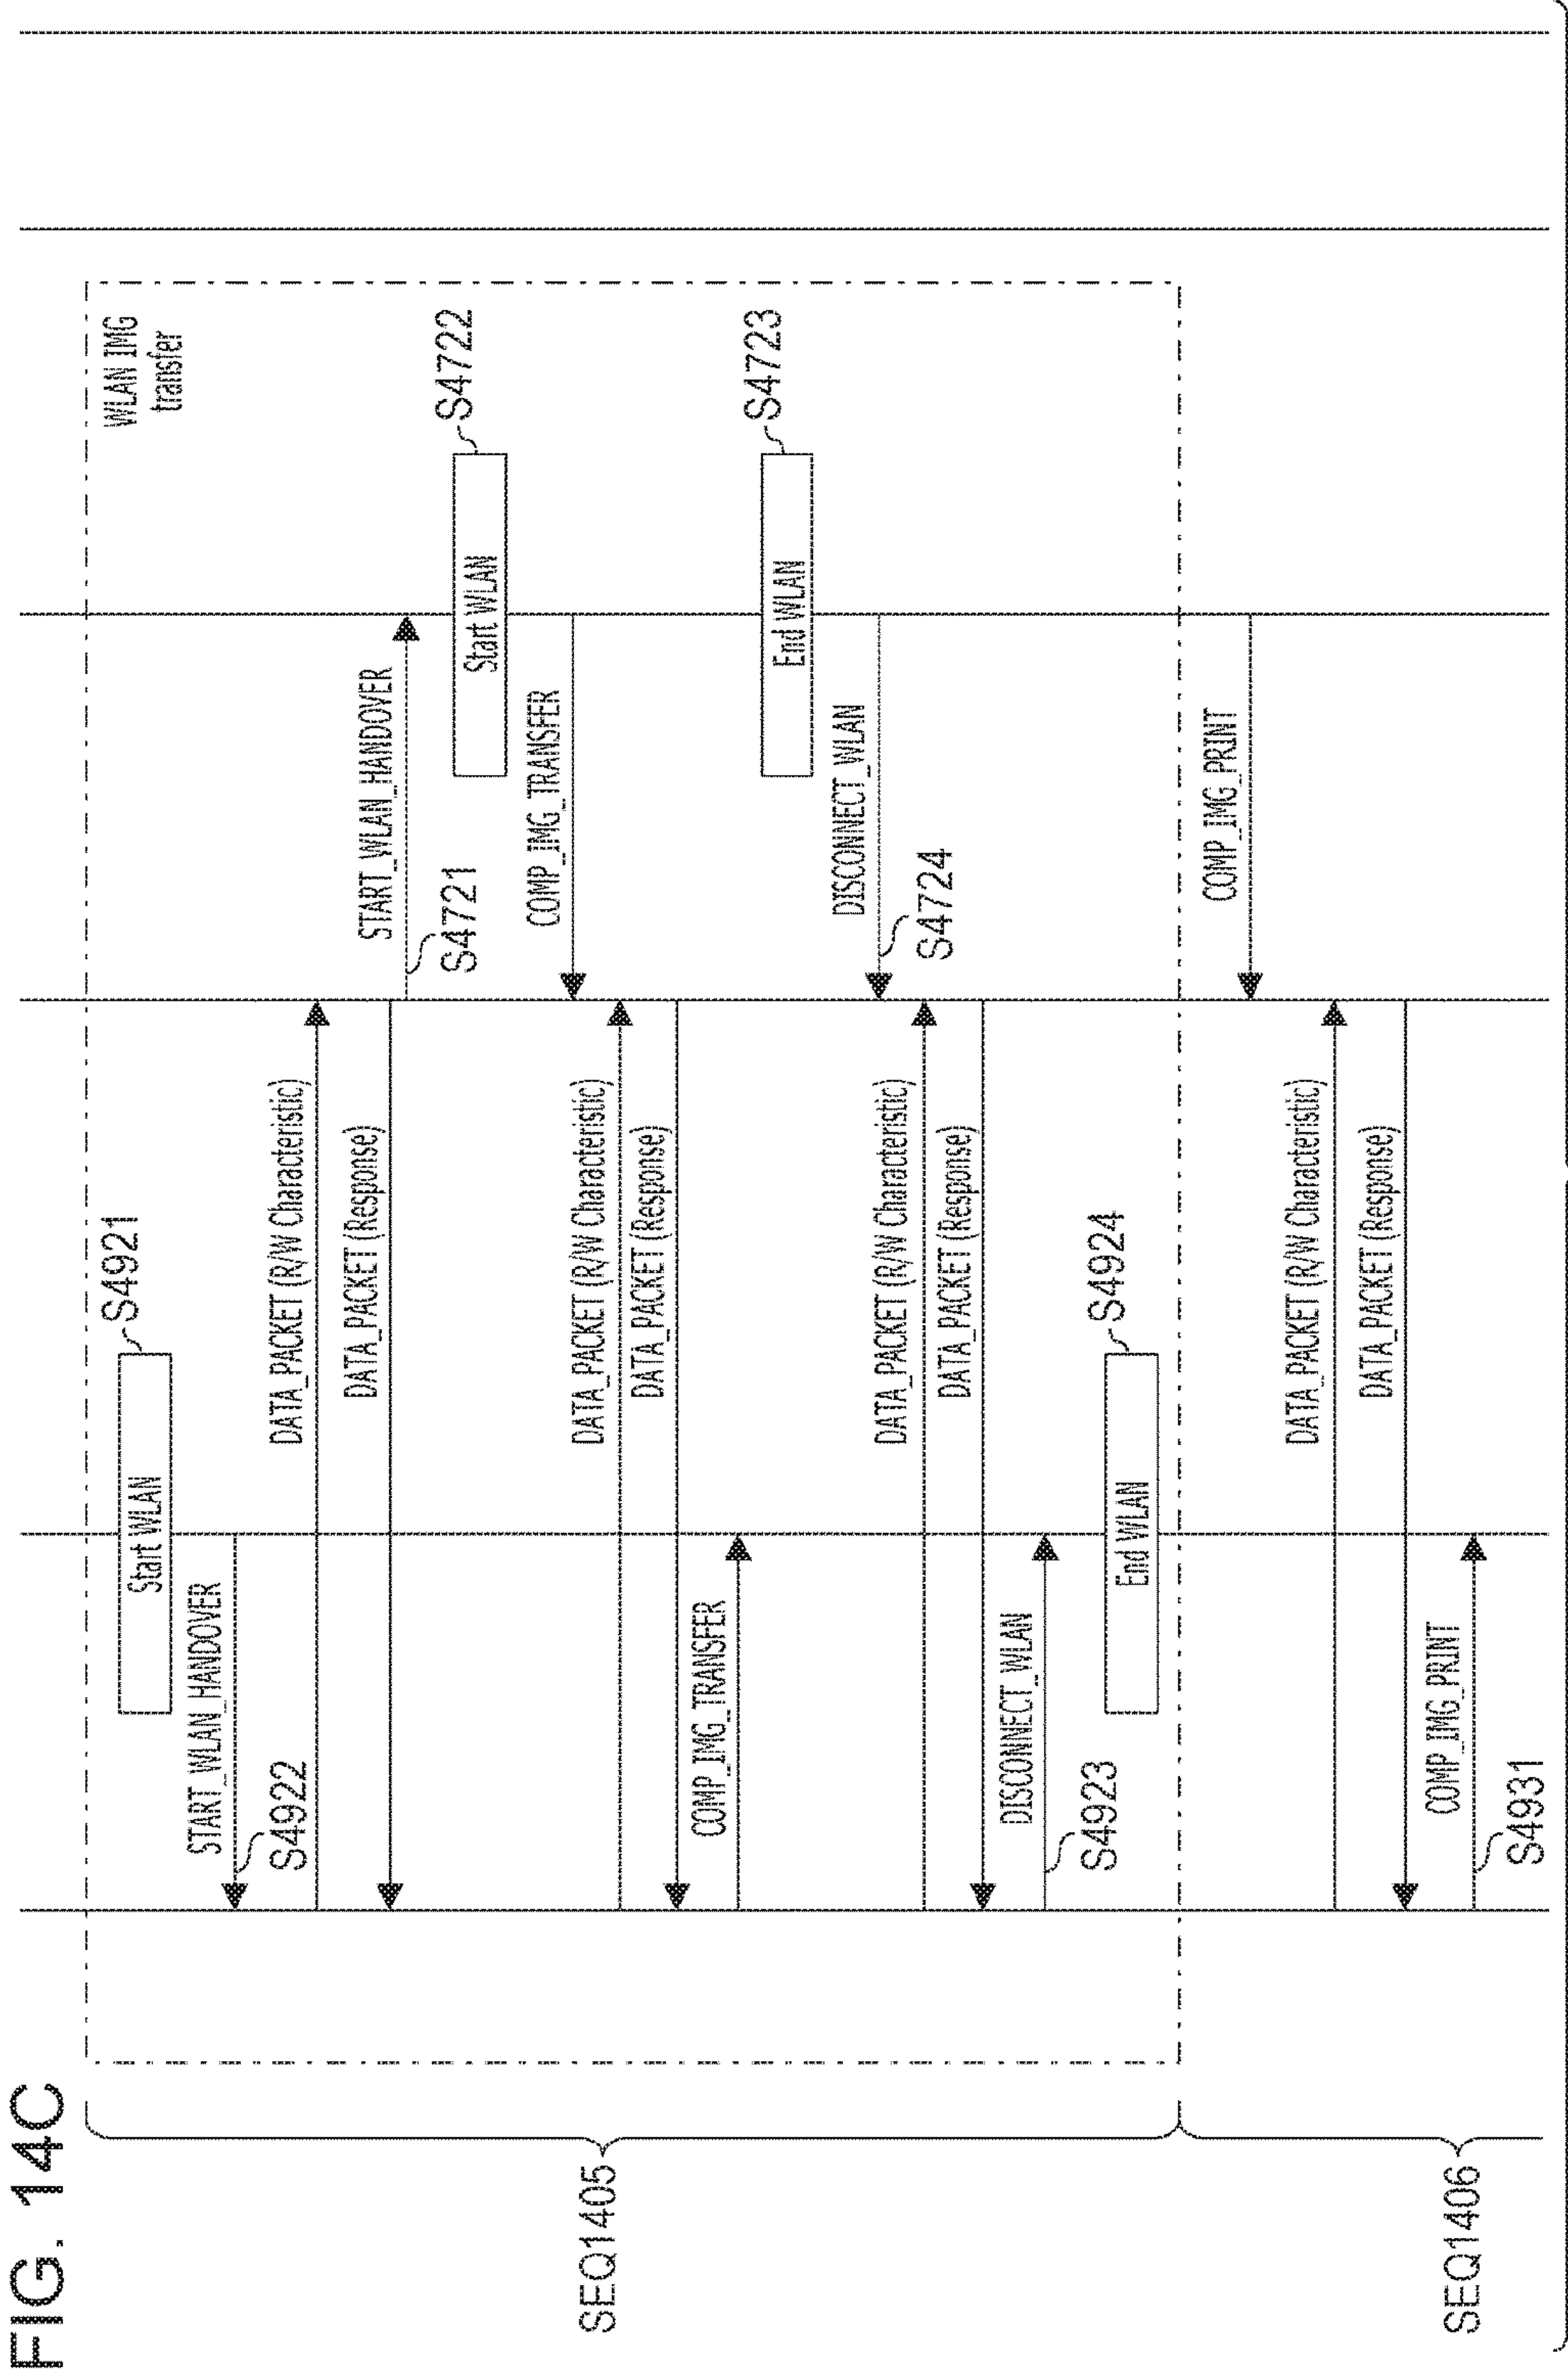 FIG. 14C
WLAN IMG
transfer
SEQ1405
Start WLAN
S4921
START_WLAN_HANDOVER
S4922
DATA_PACKET (R/W Characteristic)
DATA_PACKET (Response)
START_WLAN_HANDOVER
S4721
Start WLAN
S4722
COMP_IMG_TRANSFER
DATA_PACKET (R/W Characteristic)
DATA_PACKET (Response)
COMP_IMG_TRANSFER
End WLAN
S4723
DISCONNECT_WLAN
S4724
DATA_PACKET (R/W Characteristic)
DATA_PACKET (Response)
DISCONNECT_WLAN
S4923
End WLAN
S4924
SEQ1406
COMP_IMG_PRINT
DATA_PACKET (R/W Characteristic)
DATA_PACKET (Response)
COMP_IMG_PRINT
S4931